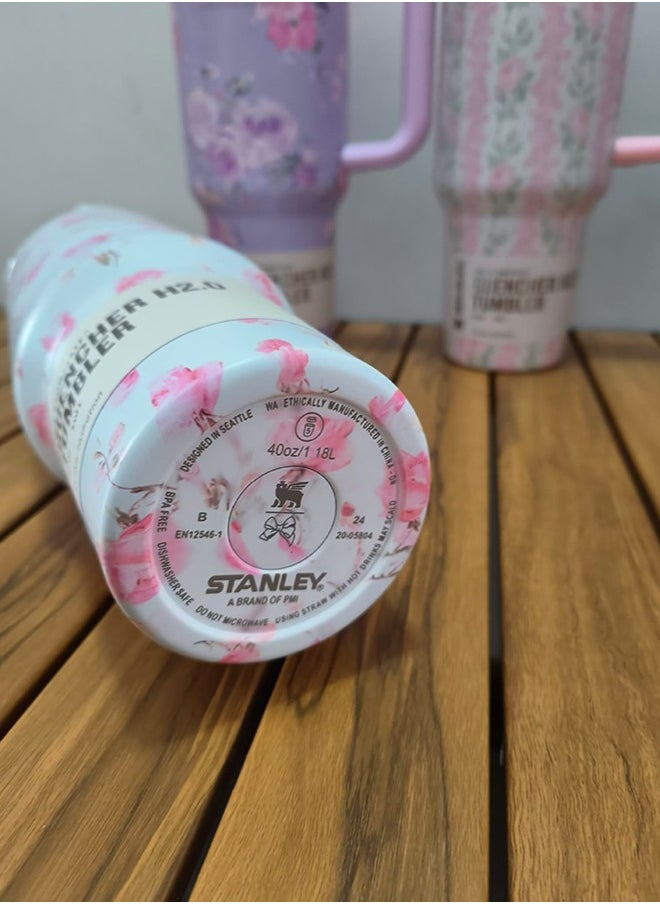 QUENCHER H2.0
TUMBLER
ENCHER H2.0
TUMBLER
DESIGNED IN SEATTLE WA ETHICALLY MANUFACTURED IN CHINA
40oz/1 18L
B
EN12546-1
24
20-05804
STANLEY®
A BRAND OF PMI
BPA FREE DISHWASHER SAFE DO NOT MICROWAVE USING STRAW WITH HOT DRINKS MAY SCALD